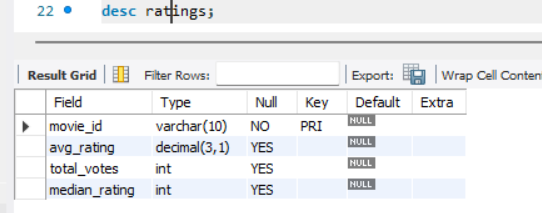 22 desc ratings;
Result Grid Filter Rows: Export: Wrap Cell Conten
Field Type Null Key Default Extra
movie_id varchar(10) NO PRI NULL
avg_rating decimal(3,1) YES NULL
total_votes int YES NULL
median_rating int YES NULL